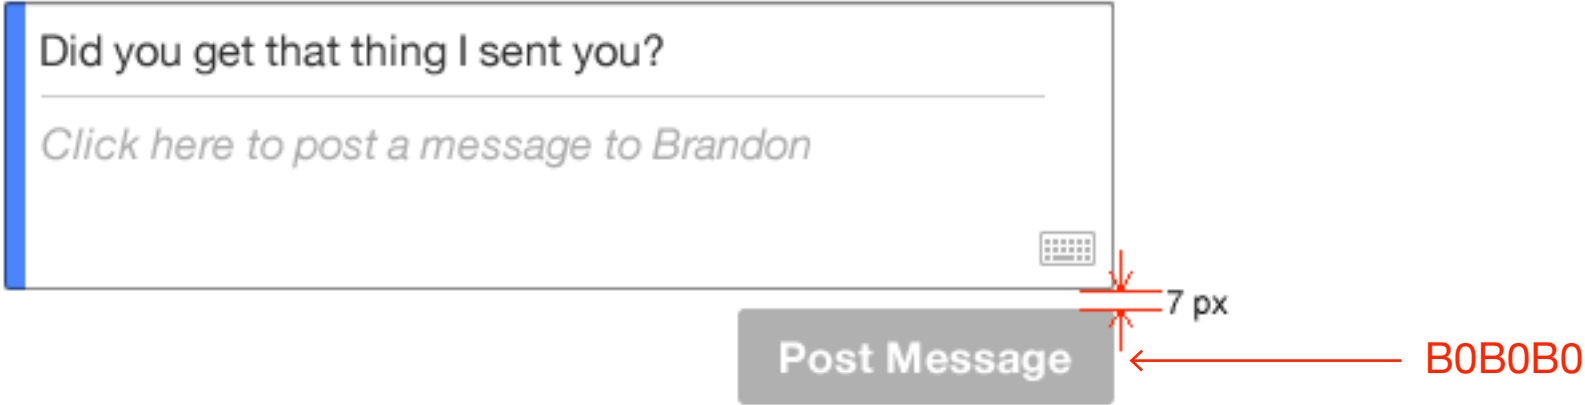 Did you get that thing I sent you?
Click here to post a message to Brandon
7 px
Post Message
B0B0B0